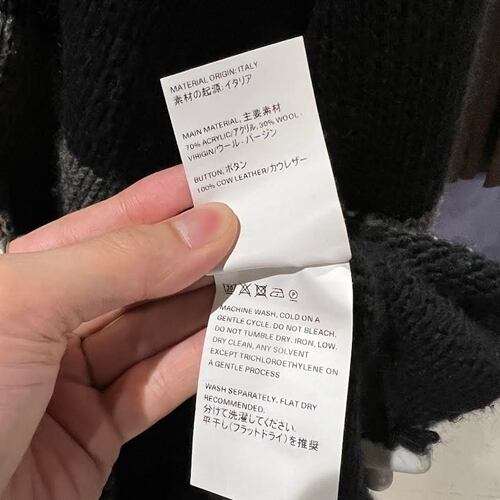 MATERIAL ORIGIN: ITALY
素材の起源:イタリア
MAIN MATERIAL, 主要素材
70% ACRYLIC/アクリル, 30% WOOL -
VIRIGIN/ウール - バージン
BUTTON, ボタン
100% COW LEATHER/カウレザー
MACHINE WASH, COLD ON A
GENTLE CYCLE. DO NOT BLEACH.
DO NOT TUMBLE DRY. IRON, LOW.
DRY CLEAN, ANY SOLVENT
EXCEPT TRICHLOROETHYLENE ON
A GENTLE PROCESS
WASH SEPARATELY. FLAT DRY
RECOMMENDED.
分けて洗濯してください。
平干し(フラットドライ)を推奨